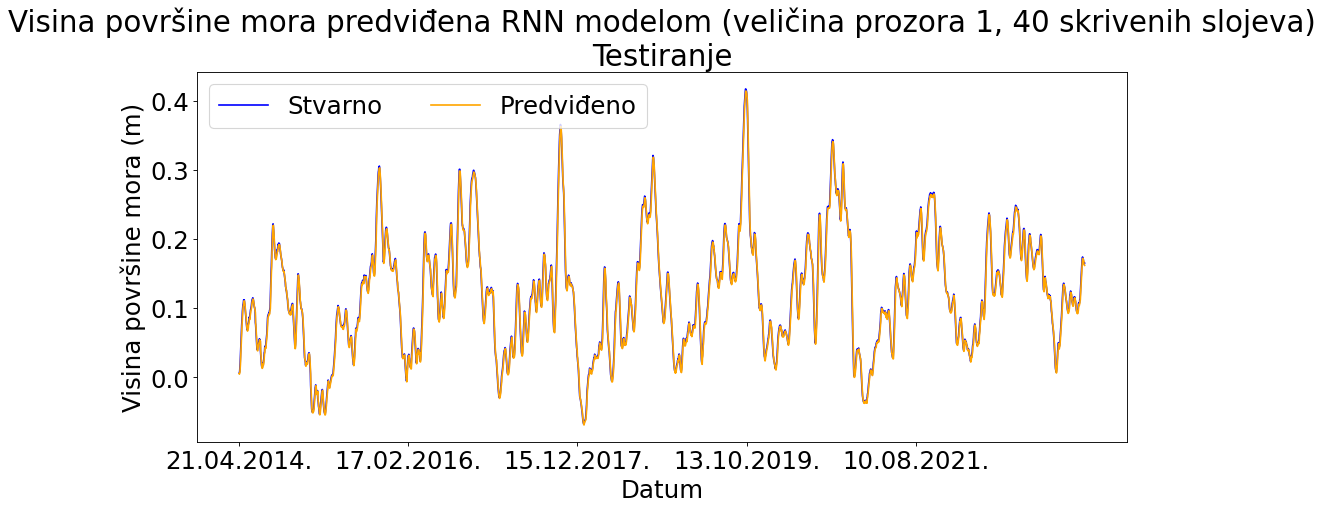 Visina površine mora predviđena RNN modelom (veličina prozora 1, 40 skrivenih slojeva)
Testiranje
Stvarno Predviđeno
Visina površine mora (m)
0.4
0.3
0.2
0.1
0.0
21.04.2014. 17.02.2016. 15.12.2017. 13.10.2019. 10.08.2021.
Datum